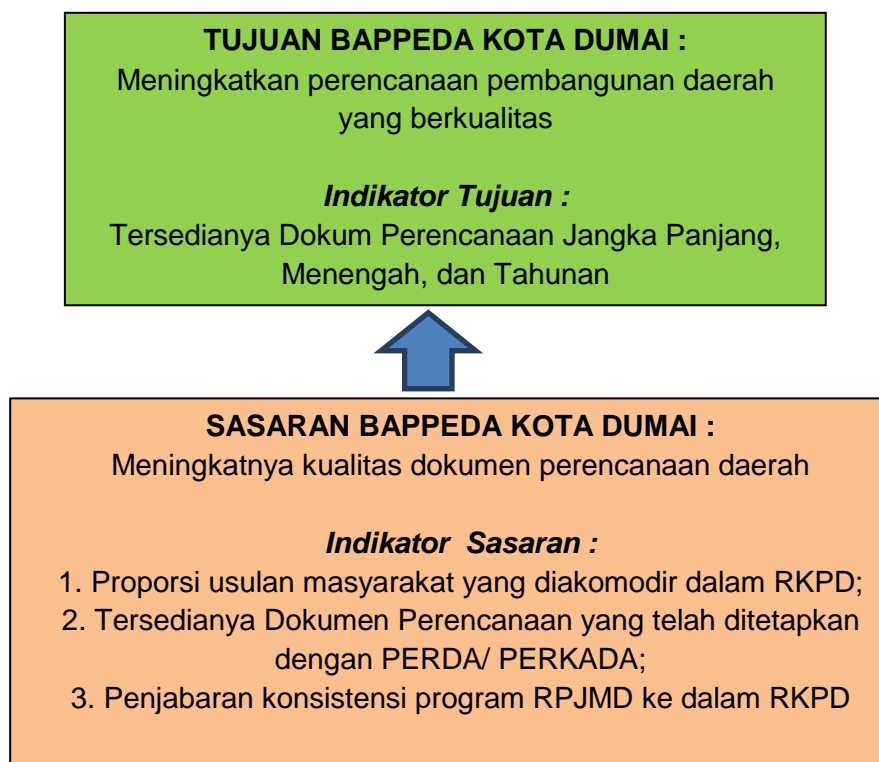 TUJUAN BAPPEDA KOTA DUMAI :
Meningkatkan perencanaan pembangunan daerah
yang berkualitas
Indikator Tujuan :
Tersedianya Dokum Perencanaan Jangka Panjang,
Menengah, dan Tahunan
SASARAN BAPPEDA KOTA DUMAI :
Meningkatnya kualitas dokumen perencanaan daerah
Indikator Sasaran :
1. Proporsi usulan masyarakat yang diakomodir dalam RKPD;
2. Tersedianya Dokumen Perencanaan yang telah ditetapkan
dengan PERDA/ PERKADA;
3. Penjabaran konsistensi program RPJMD ke dalam RKPD